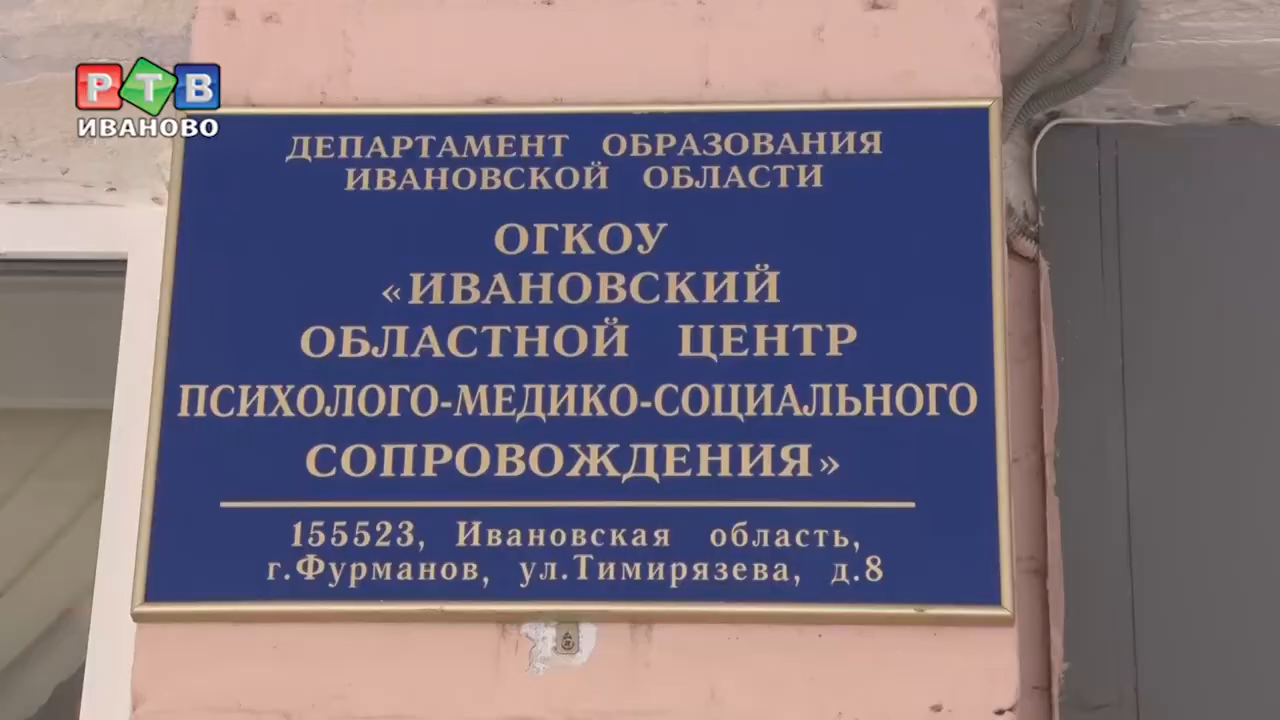 РТВ
ИВАНОВО
ДЕПАРТАМЕНТ ОБРАЗОВАНИЯ
ИВАНОВСКОЙ ОБЛАСТИ
ОГКОУ
«ИВАНОВСКИЙ
ОБЛАСТНОЙ ЦЕНТР
ПСИХОЛОГО-МЕДИКО-СОЦИАЛЬНОГО
СОПРОВОЖДЕНИЯ»
155523, Ивановская область,
г.Фурманов, ул.Тимирязева, д.8